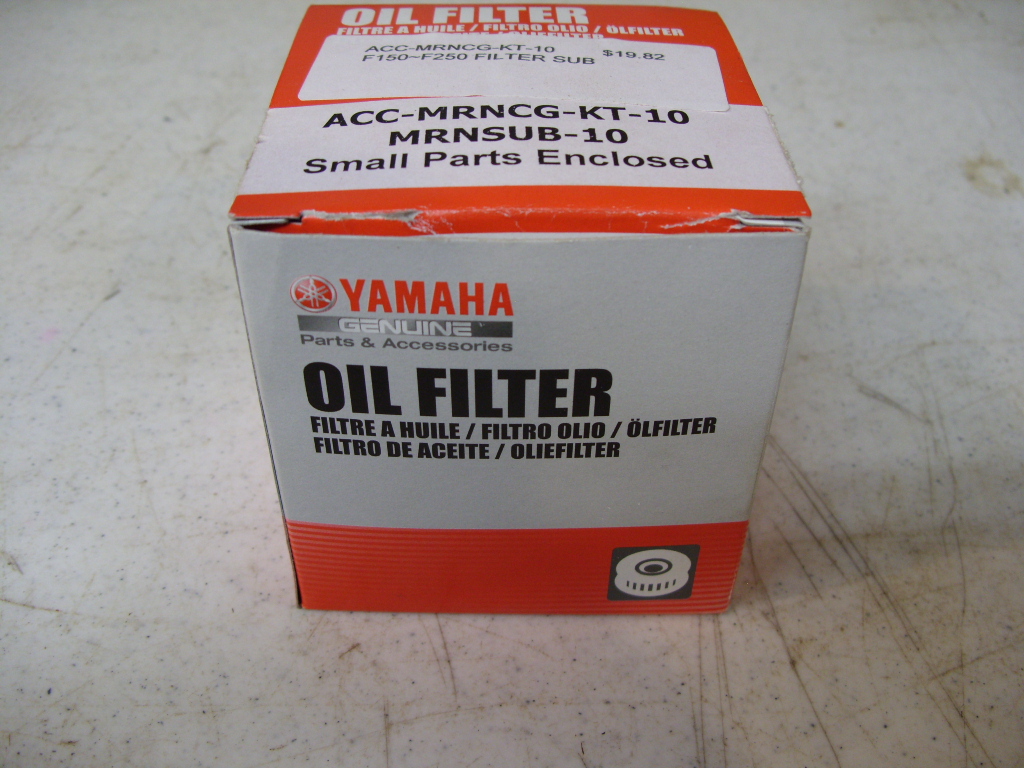 OIL FILTER
FILTRE A HUILE / FILTRO OLIO / ÖLFILTER
ACC-MRNCG-KT-10 $19.82
F150~F250 FILTER SUB
ACC-MRNCG-KT-10
MRNSUB-10
Small Parts Enclosed
YAMAHA
GENUINE
Parts & Accessories
OIL FILTER
FILTRE A HUILE / FILTRO OLIO / ÖLFILTER
FILTRO DE ACEITE / OLIEFILTER